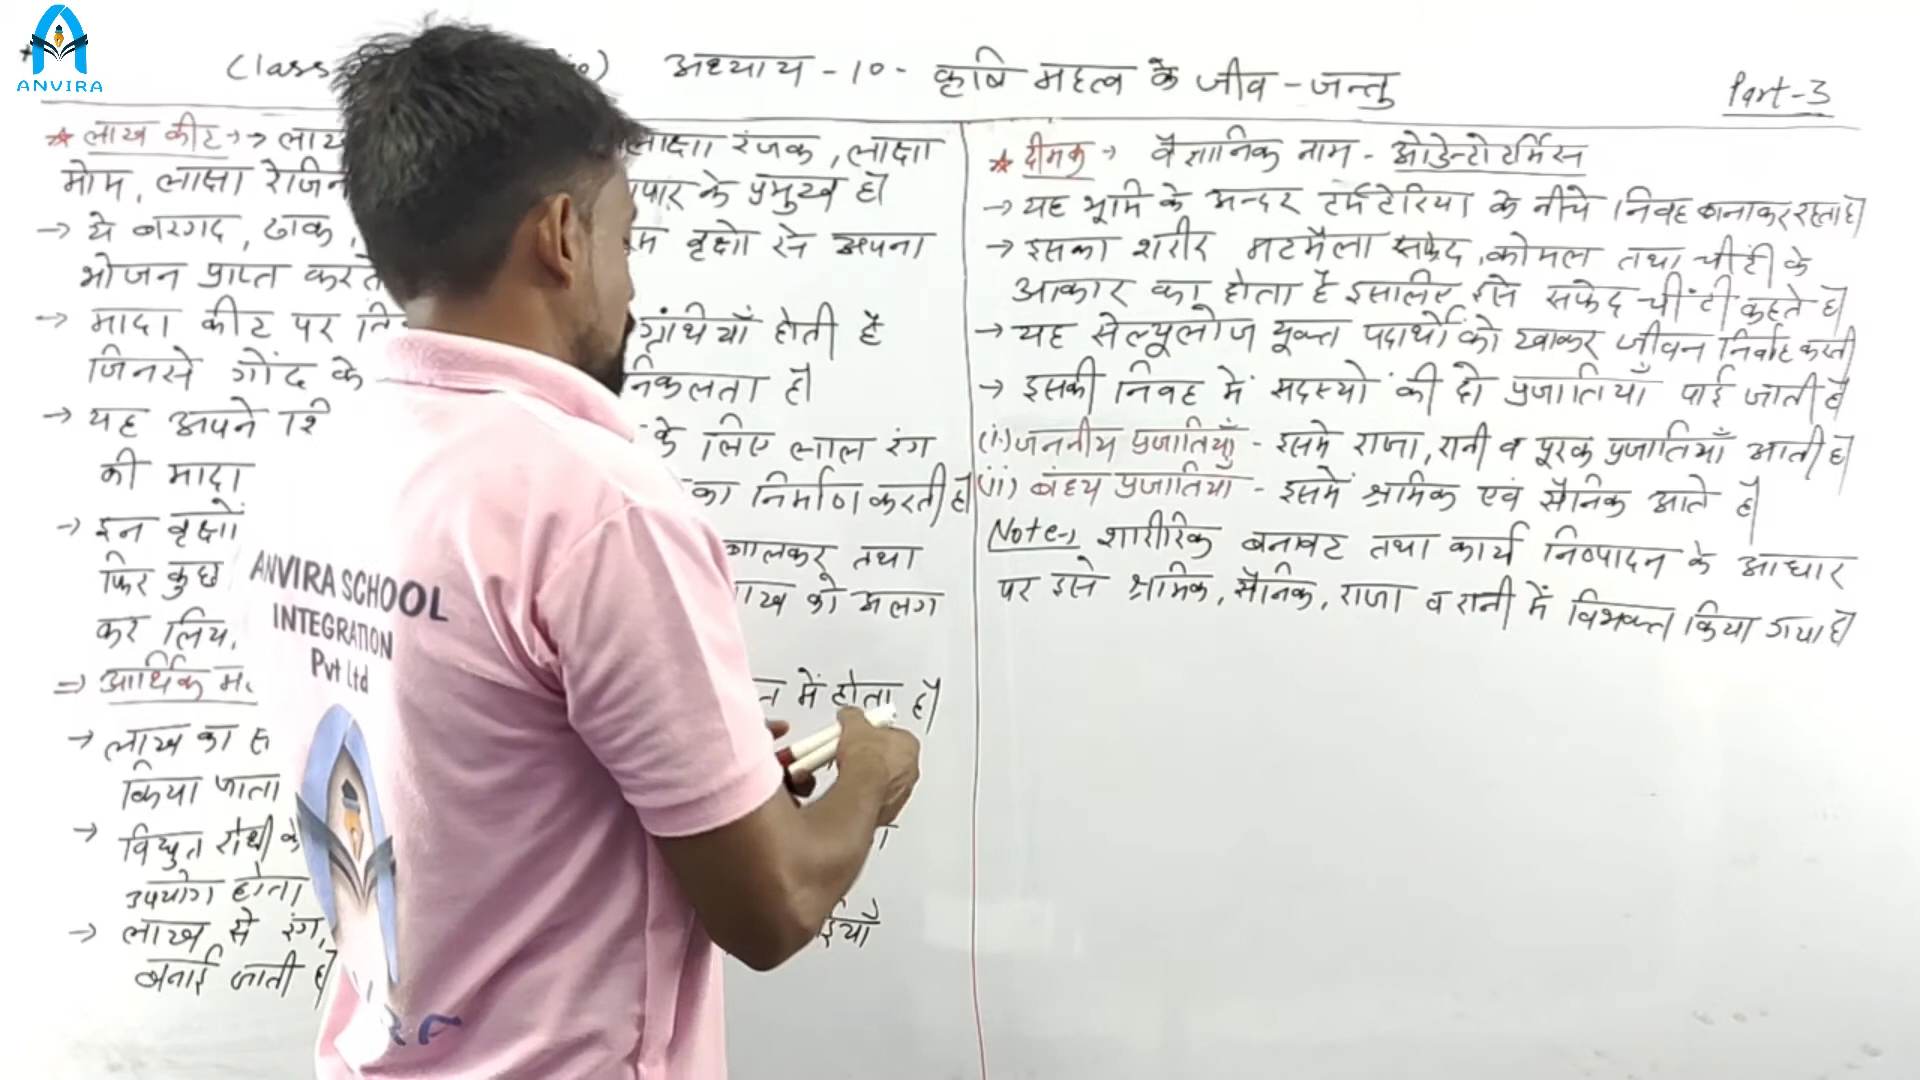 ANVIRA
Class अध्याय - 10 - कृषि महत्व के जीव - जन्तु
Part-3
लाख कीट → लाक्षा रंजक, लाक्षा
मोम, लाक्षा रेजिन के प्रमुख है।
→ ये बरगद, ढाक, वृक्षो से अपना
भोजन प्राप्त करते
→ मादा कीट पर ग्रंथियाँ होती है
जिनसे गोंद के निकलता है।
→ यह अपने के लिए लाल रंग
की मादा का निर्माण करती है।
→ इन वृक्षों तथा
फिर कुछ लाख को अलग
कर लिय
⇒ आर्थिक
में होता है।
→ लाख का
किया जाता
→ विद्युत रोधी के
उपयोग होता
→ लाख से रंग,
बनाई जाती है
दीमक → वैज्ञानिक नाम - ओडेन्टोटर्मिस
→ यह भूमि के अन्दर टर्मटेरिया के नीचे निवह बनाकर रहता है।
→ इसका शरीर मटमैला सफेद, कोमल तथा चींटी के
आकार का होता है इसलिए इसे सफेद चींटी कहते है।
→ यह सेल्यूलोज युक्त पदार्थों को खाकर जीवन निर्वाह करती
→ इसकी निवह में सदस्यों की दो प्रजातियाँ पाई जाती है
(i) जननीय प्रजातियाँ - इसमे राजा, रानी व पूरक प्रजातियाँ आती है।
(ii) बंध्य प्रजातियाँ - इसमें श्रमिक एवं सैनिक आते है।
Note→ शारीरिक बनावट तथा कार्य निष्पादन के आधार
पर इसे श्रमिक, सैनिक, राजा व रानी में विभक्त किया गया है।
ANVIRA SCHOOL
INTEGRATION
Pvt Ltd